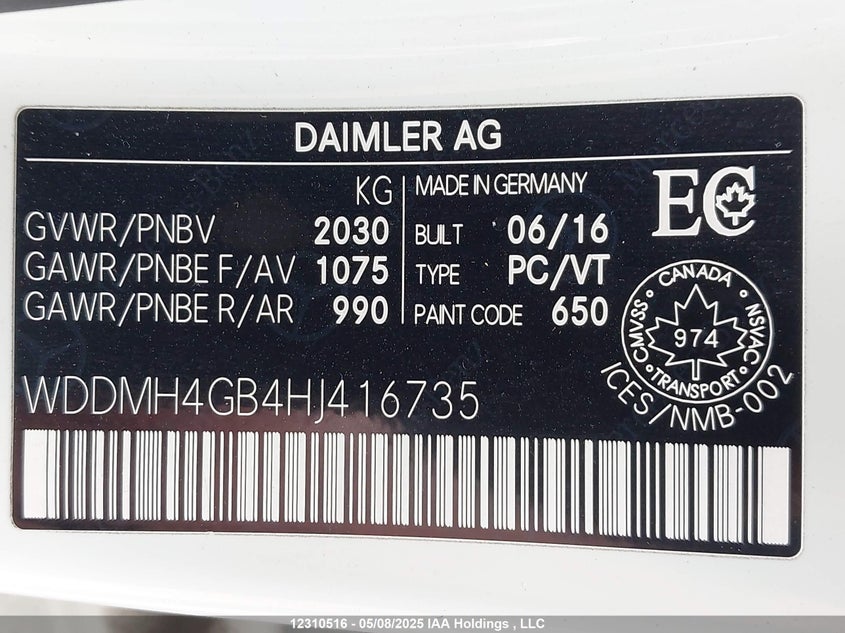 DAIMLER AG
KG
GVWR/PNBV 2030
GAWR/PNBE F/AV 1075
GAWR/PNBE R/AR 990
MADE IN GERMANY
BUILT 06/16
TYPE PC/VT
PAINT CODE 650
EC
CANADA
CMVSS 974 NSVAC
TRANSPORT
ICES/NMB-002
WDDMH4GB4HJ416735
12310516 - 05/08/2025 IAA Holdings , LLC